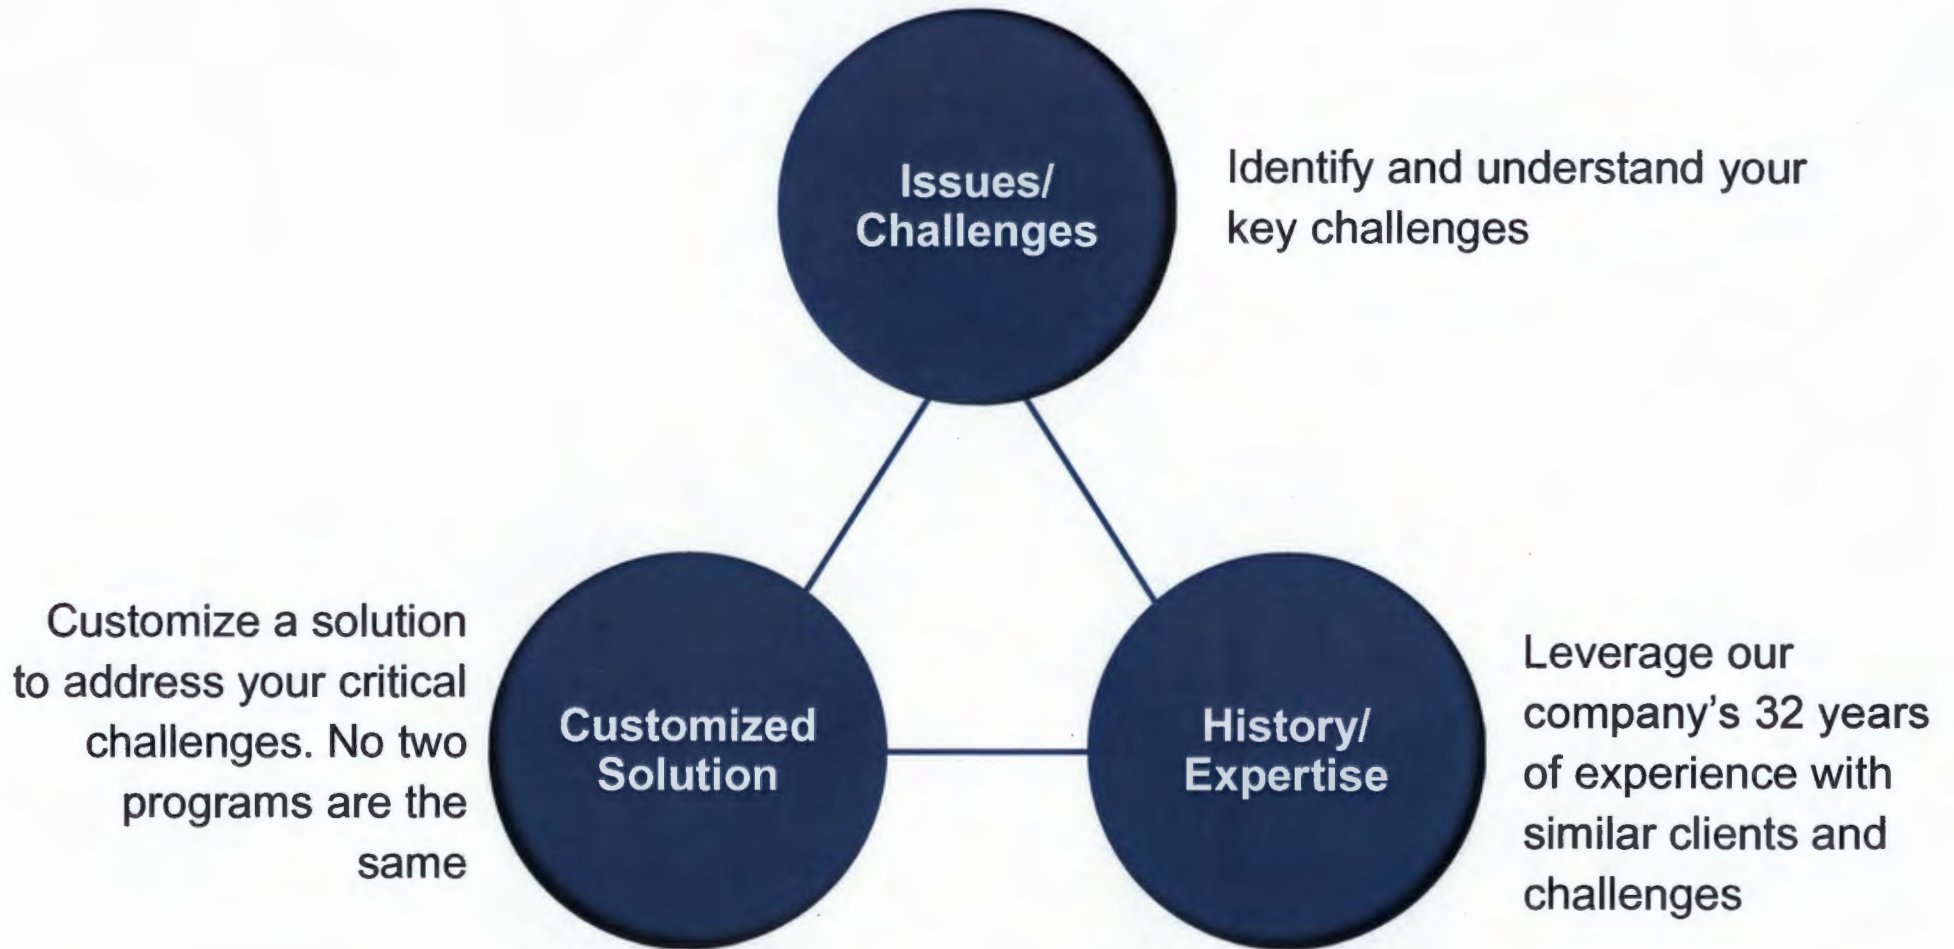 Issues/
Challenges
Identify and understand your
key challenges
Customize a solution
to address your critical
challenges. No two
programs are the
same
Customized
Solution
History/
Expertise
Leverage our
company's 32 years
of experience with
similar clients and
challenges